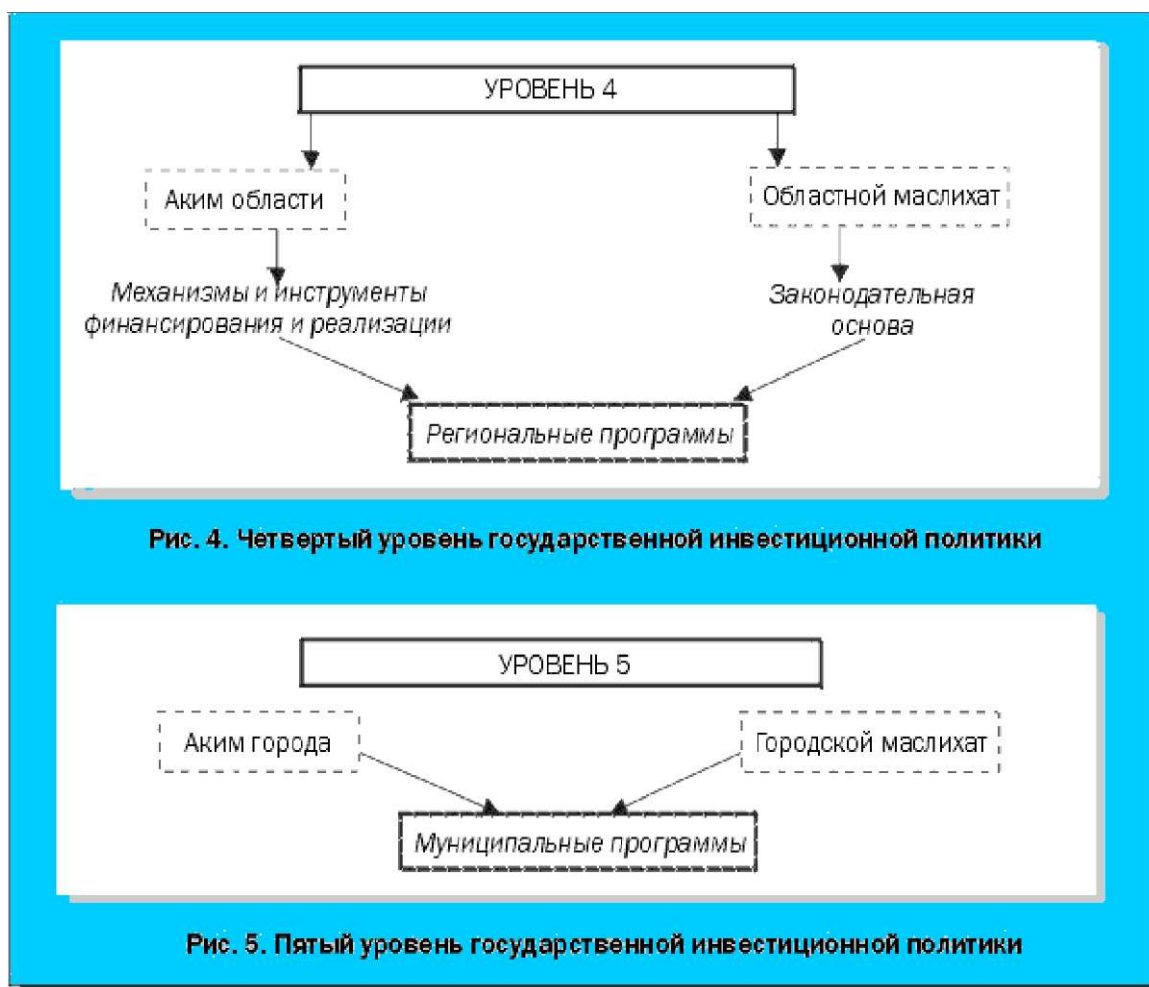 УРОВЕНЬ 4
Аким области
Областной маслихат
Механизмы и инструменты
финансирования и реализации
Законодательная
основа
Региональные программы
Рис. 4. Четвертый уровень государственной инвестиционной политики
УРОВЕНЬ 5
Аким города
Городской маслихат
Муниципальные программы
Рис. 5. Пятый уровень государственной инвестиционной политики